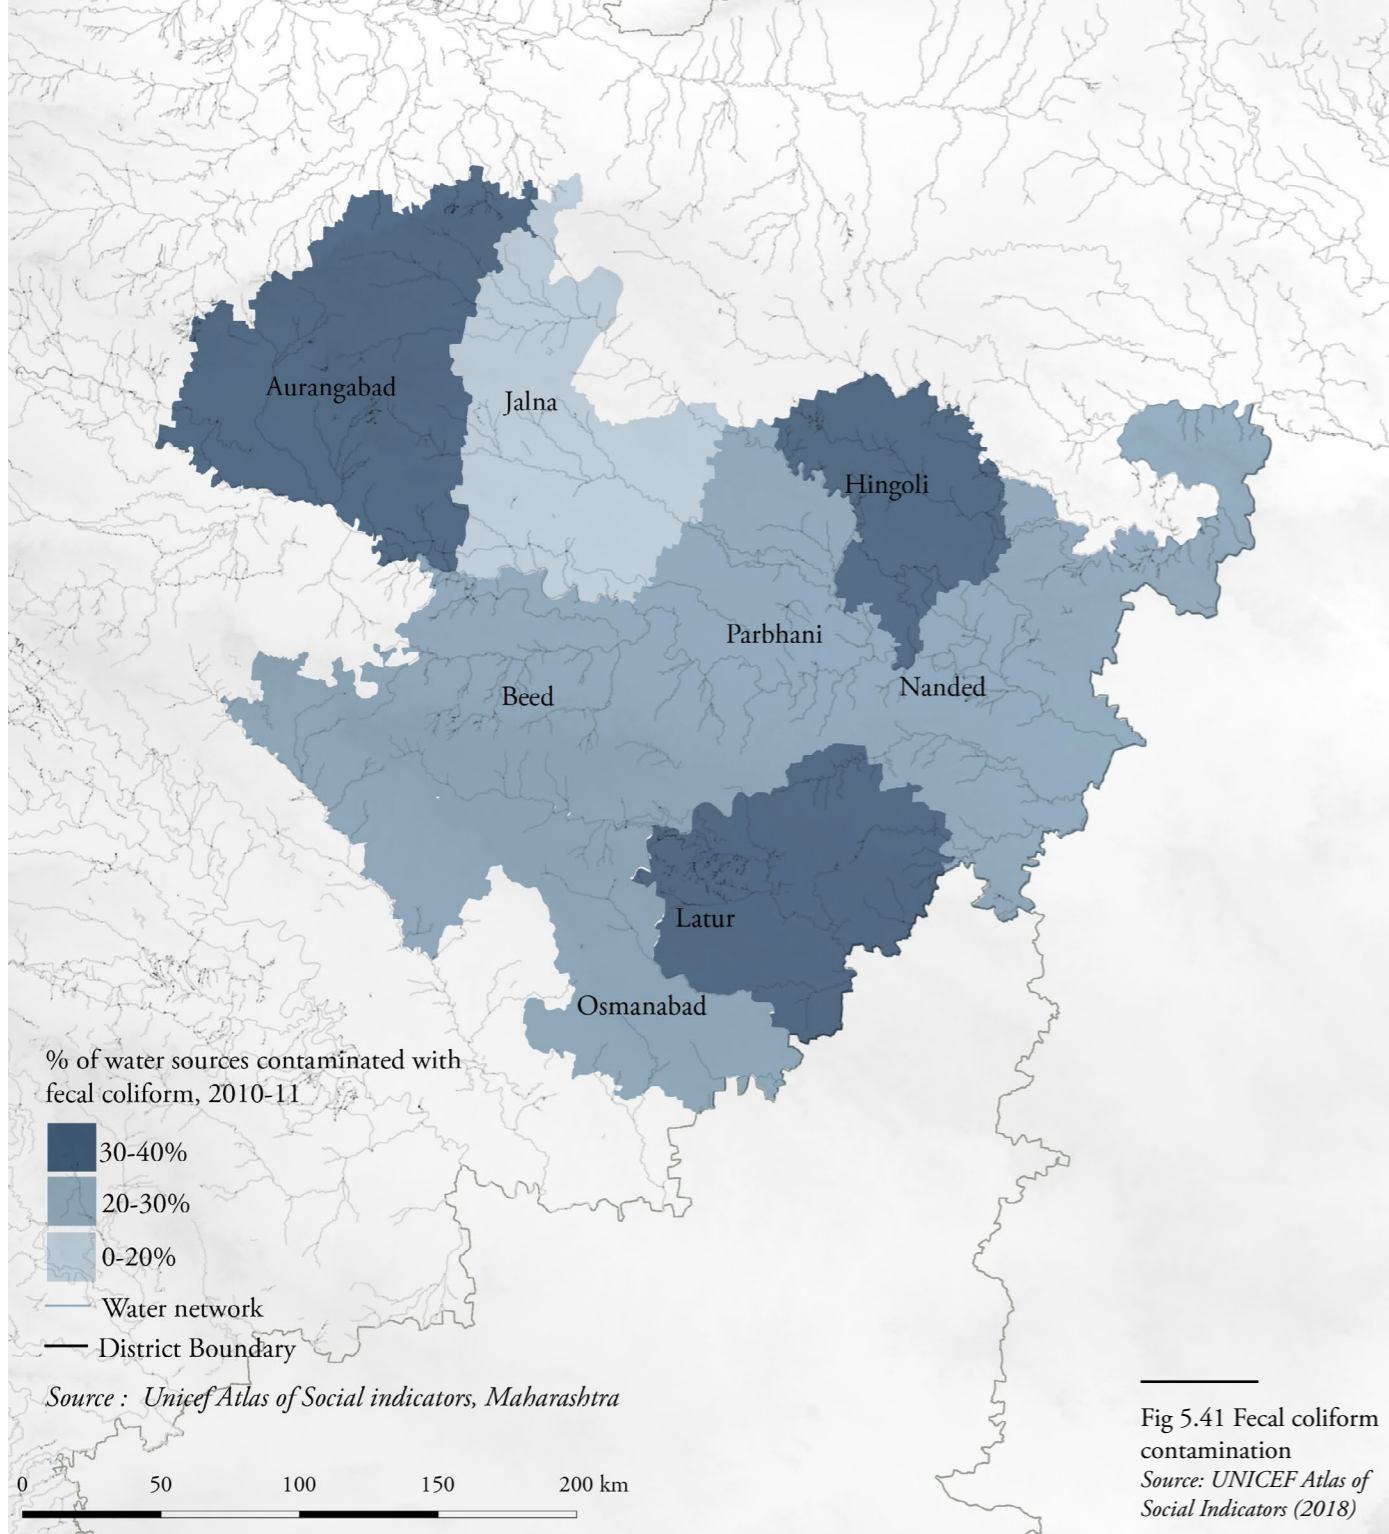 Aurangabad
Jalna
Hingoli
Parbhani
Nanded
Beed
Latur
Osmanabad
% of water sources contaminated with
fecal coliform, 2010-11
30-40%
20-30%
0-20%
Water network
District Boundary
Source : Unicef Atlas of Social indicators, Maharashtra
0 50 100 150 200 km
Fig 5.41 Fecal coliform
contamination
Source: UNICEF Atlas of
Social Indicators (2018)